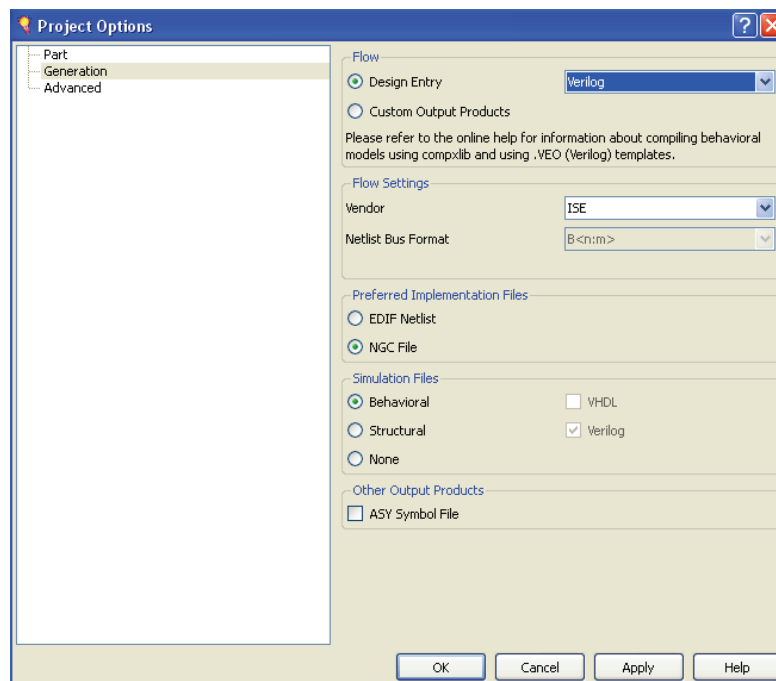 Project Options
Part
Generation
Advanced
Flow
Design Entry Verilog
Custom Output Products
Please refer to the online help for information about compiling behavioral
models using compxlib and using .VEO (Verilog) templates.
Flow Settings
Vendor ISE
Netlist Bus Format B<n:m>
Preferred Implementation Files
EDIF Netlist
NGC File
Simulation Files
Behavioral VHDL
Structural Verilog
None
Other Output Products
ASY Symbol File
OK Cancel Apply Help